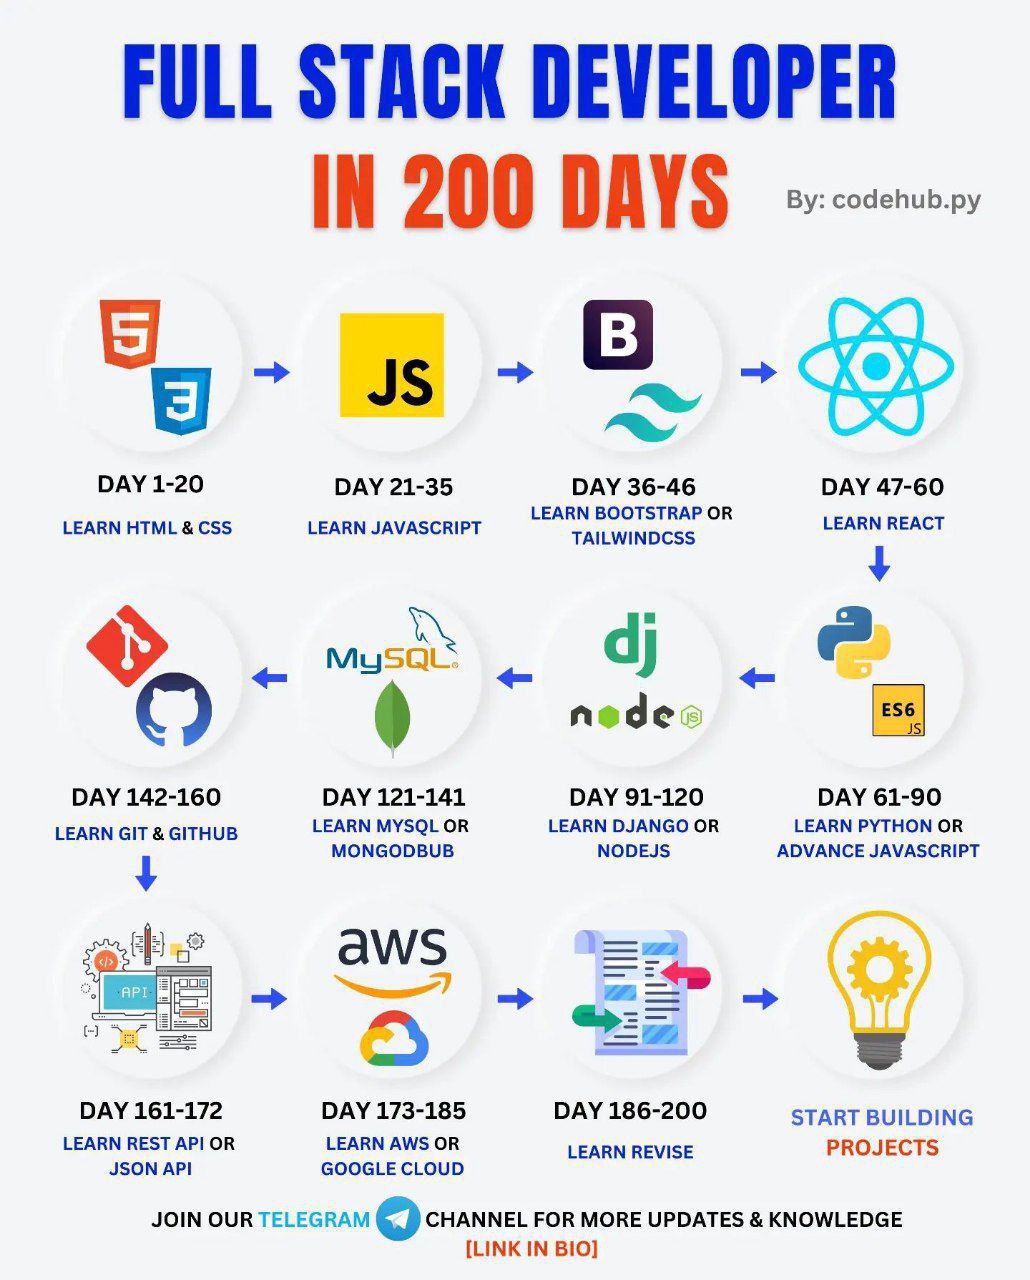 FULL STACK DEVELOPER
IN 200 DAYS
By: codehub.py
5
3
JS
B
DAY 1-20
LEARN HTML & CSS
DAY 21-35
LEARN JAVASCRIPT
DAY 36-46
LEARN BOOTSTRAP OR
TAILWINDCSS
DAY 47-60
LEARN REACT
MySQL®
dj
node
JS
ES6
JS
DAY 142-160
LEARN GIT & GITHUB
DAY 121-141
LEARN MYSQL OR
MONGODBUB
DAY 91-120
LEARN DJANGO OR
NODEJS
DAY 61-90
LEARN PYTHON OR
ADVANCE JAVASCRIPT
</>
API
aws
DAY 161-172
LEARN REST API OR
JSON API
DAY 173-185
LEARN AWS OR
GOOGLE CLOUD
DAY 186-200
LEARN REVISE
START BUILDING
PROJECTS
JOIN OUR TELEGRAM CHANNEL FOR MORE UPDATES & KNOWLEDGE
[LINK IN BIO]